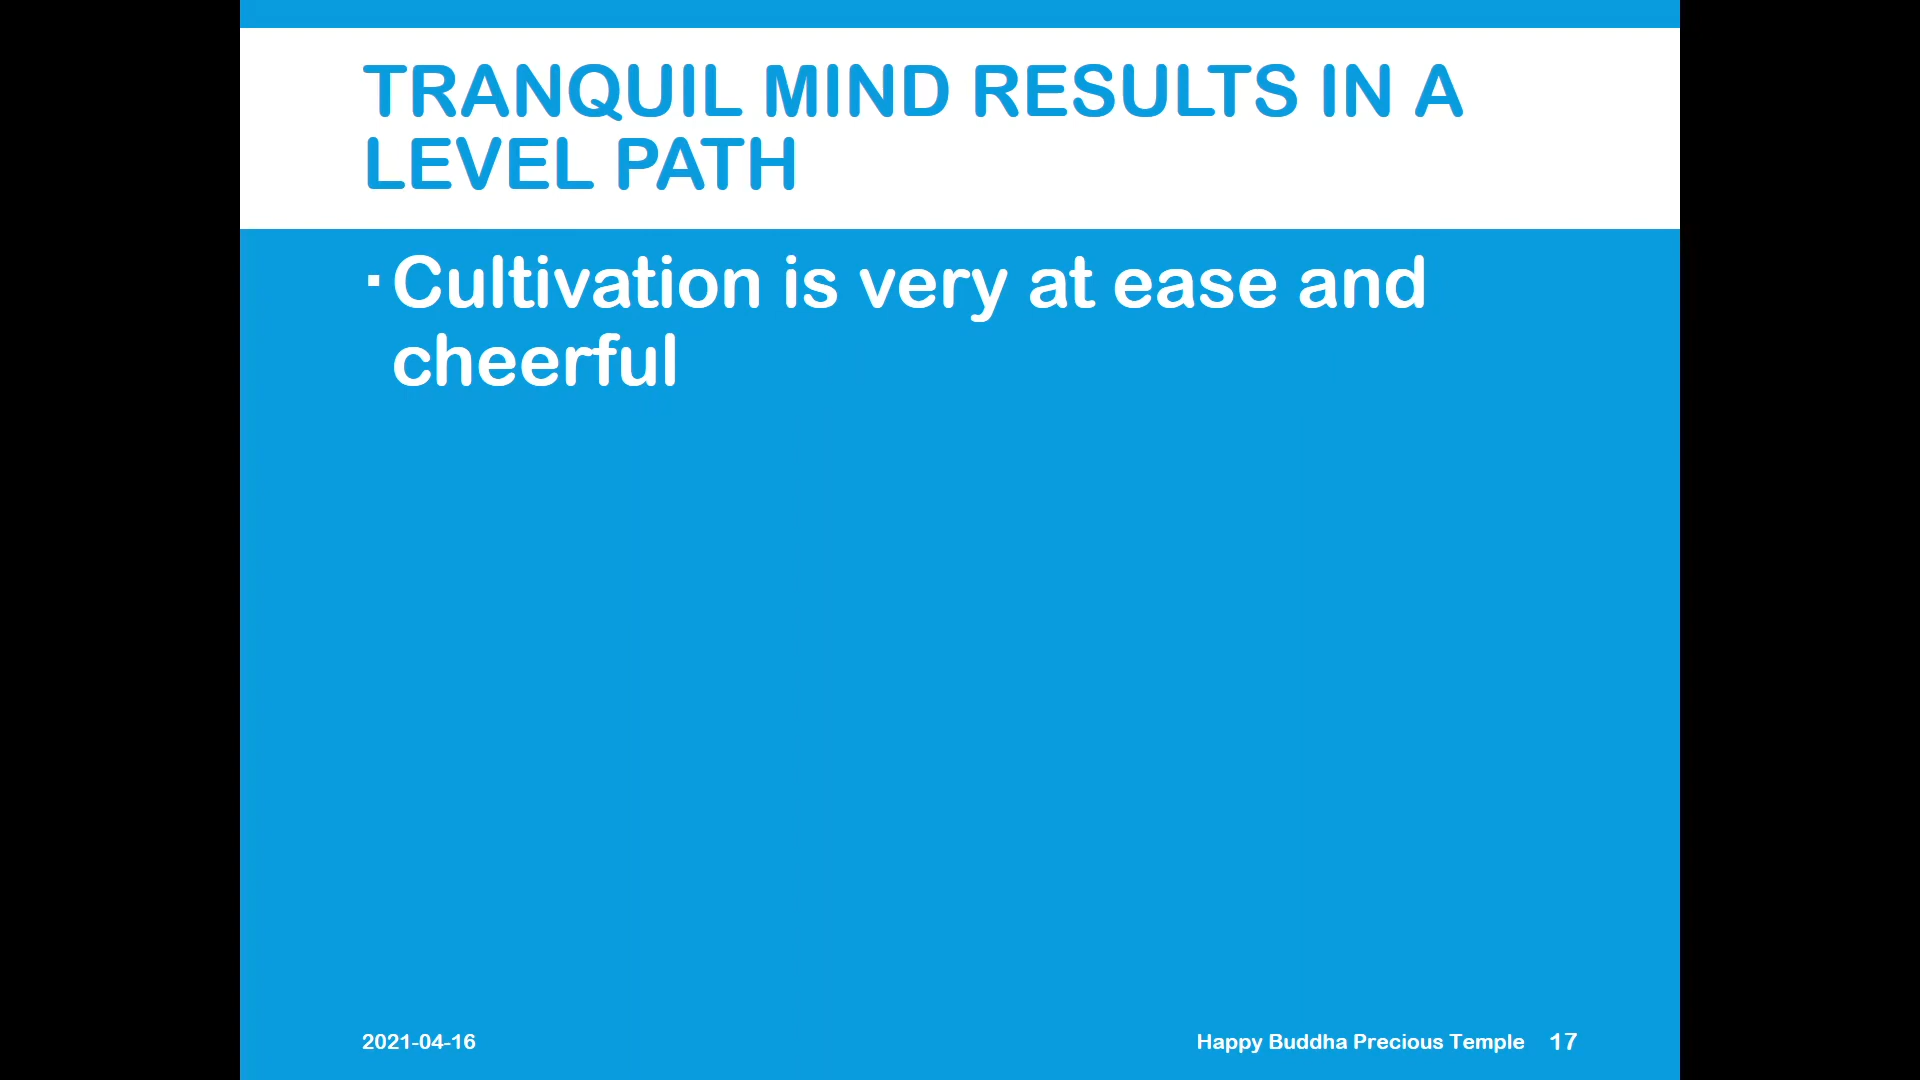 TRANQUIL MIND RESULTS IN A
LEVEL PATH
▪ Cultivation is very at ease and
cheerful
2021-04-16
Happy Buddha Precious Temple 17